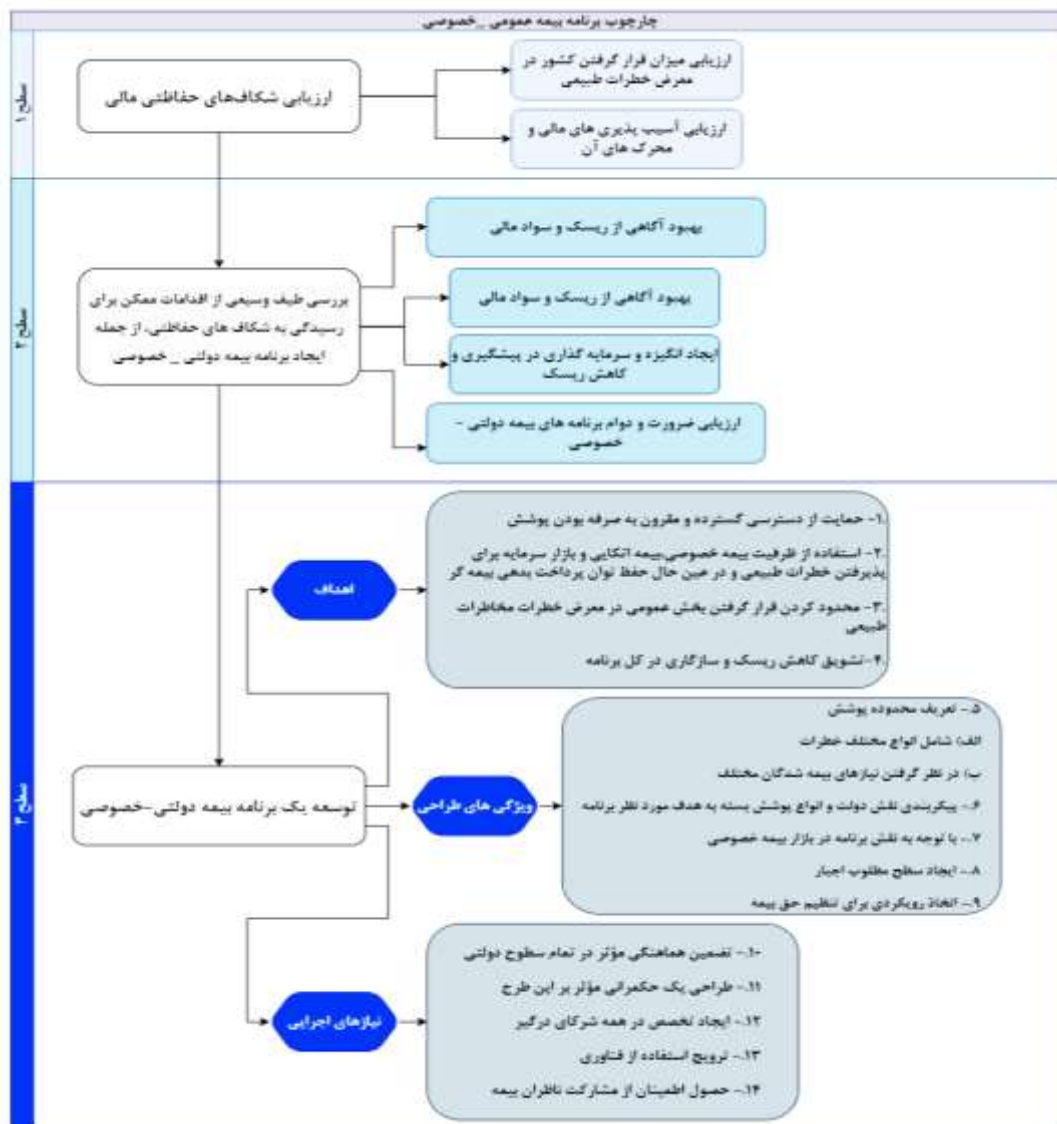 چارچوب برنامه بیمه عمومی _خصوصی
سطح ۱
ارزیابی شکاف‌های حفاظتی مالی
ارزیابی میزان قرار گرفتن کشور در
معرض خطرات طبیعی
ارزیابی آسیب پذیری های مالی و
محرک های آن
سطح ۲
بررسی طیف وسیعی از اقدامات ممکن برای
رسیدگی به شکاف های حفاظتی، از جمله
ایجاد برنامه بیمه دولتی _ خصوصی
بهبود آگاهی از ریسک و سواد مالی
بهبود آگاهی از ریسک و سواد مالی
ایجاد انگیزه و سرمایه گذاری در پیشگیری و
کاهش ریسک
ارزیابی ضرورت و دوام برنامه های بیمه دولتی -
خصوصی
سطح ۳
توسعه یک برنامه بیمه دولتی-خصوصی
اهداف
۱.- حمایت از دسترسی گسترده و مقرون به صرفه بودن پوشش
۲.- استفاده از ظرفیت بیمه خصوصی،بیمه اتکایی و بازار سرمایه برای
پذیرفتن خطرات طبیعی و در عین حال حفظ توان پرداخت بدهی بیمه گر
۳.- محدود کردن قرار گرفتن بخش عمومی در معرض خطرات مخاطرات
طبیعی
۴.-تشویق کاهش ریسک و سازگاری در کل برنامه
ویژگی های طراحی
۵.- تعریف محدوده پوشش
الف) شامل انواع مختلف خطرات
ب) در نظر گرفتن نیازهای بیمه شدگان مختلف
۶.- پیکربندی نقش دولت و انواع پوشش بسته به هدف مورد نظر برنامه
۷.- با توجه به نقش برنامه در بازار بیمه خصوصی
۸.- ایجاد سطح مطلوب اجبار
۹.- اتخاذ رویکردی برای تنظیم حق بیمه
نیازهای اجرایی
۱۰.- تضمین هماهنگی مؤثر در تمام سطوح دولتی
۱۱.- طراحی یک حکمرانی مؤثر بر این طرح
۱۲.- ایجاد تخصص در همه شرکای درگیر
۱۳.- ترویج استفاده از فناوری
۱۴.- حصول اطمینان از مشارکت ناظران بیمه